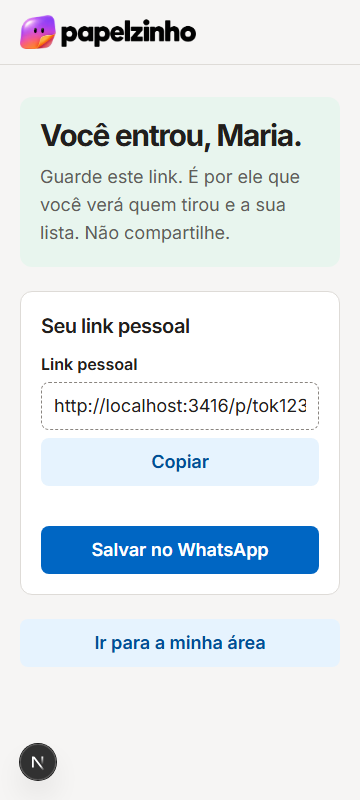 papelzinho
Você entrou, Maria.
Guarde este link. É por ele que
você verá quem tirou e a sua
lista. Não compartilhe.
Seu link pessoal
Link pessoal
http://localhost:3416/p/tok123
Copiar
Salvar no WhatsApp
Ir para a minha área
N